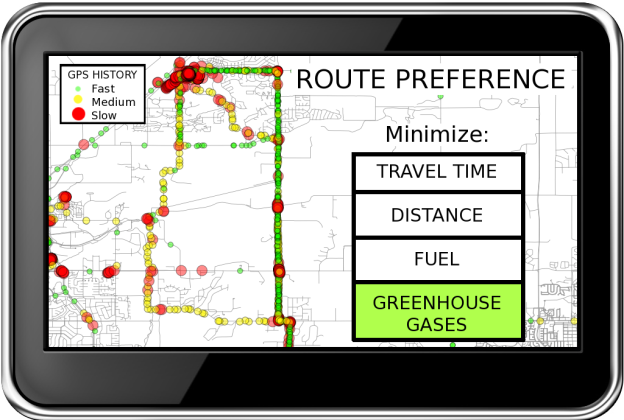 GPS HISTORY
Fast
Medium
Slow
ROUTE PREFERENCE
Minimize:
TRAVEL TIME
DISTANCE
FUEL
GREENHOUSE
GASES